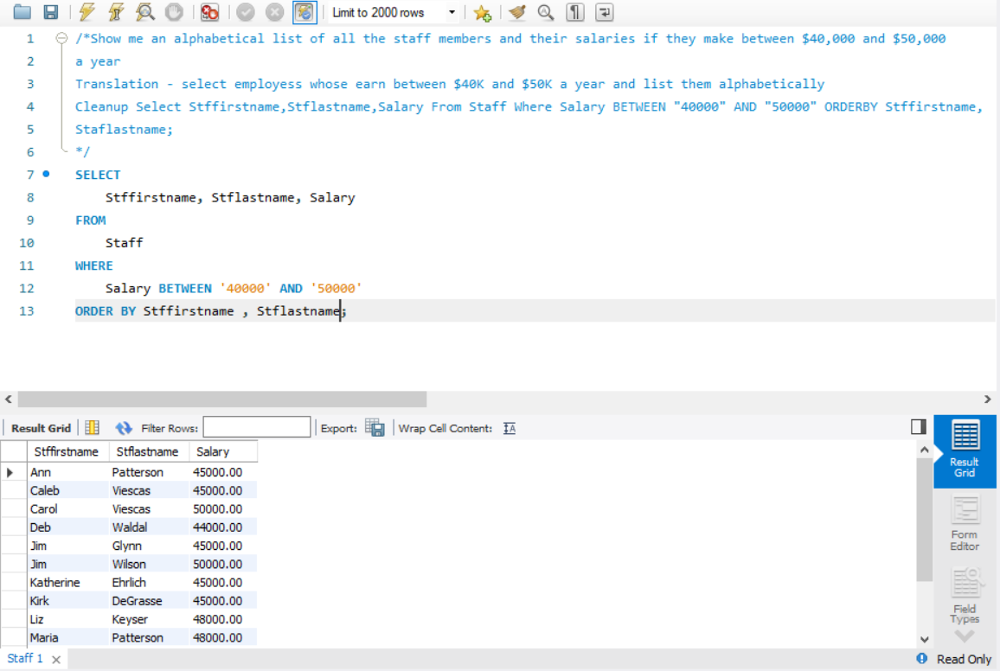 Limit to 2000 rows
1 /*Show me an alphabetical list of all the staff members and their salaries if they make between $40,000 and $50,000
2 a year
3 Translation - select employess whose earn between $40K and $50K a year and list them alphabetically
4 Cleanup Select Stffirstname,Stflastname,Salary From Staff Where Salary BETWEEN "40000" AND "50000" ORDERBY Stffirstname,
5 Staflastname;
6 */
7 SELECT
8 Stffirstname, Stflastname, Salary
9 FROM
10 Staff
11 WHERE
12 Salary BETWEEN '40000' AND '50000'
13 ORDER BY Stffirstname , Stflastname;
Result Grid Filter Rows: Export: Wrap Cell Content: IA
Stffirstname Stflastname Salary
Ann Patterson 45000.00
Caleb Viescas 45000.00
Carol Viescas 50000.00
Deb Waldal 44000.00
Jim Glynn 45000.00
Jim Wilson 50000.00
Katherine Ehrlich 45000.00
Kirk DeGrasse 45000.00
Liz Keyser 48000.00
Maria Patterson 48000.00
Result
Grid
Form
Editor
Field
Types
Staff 1 Read Only